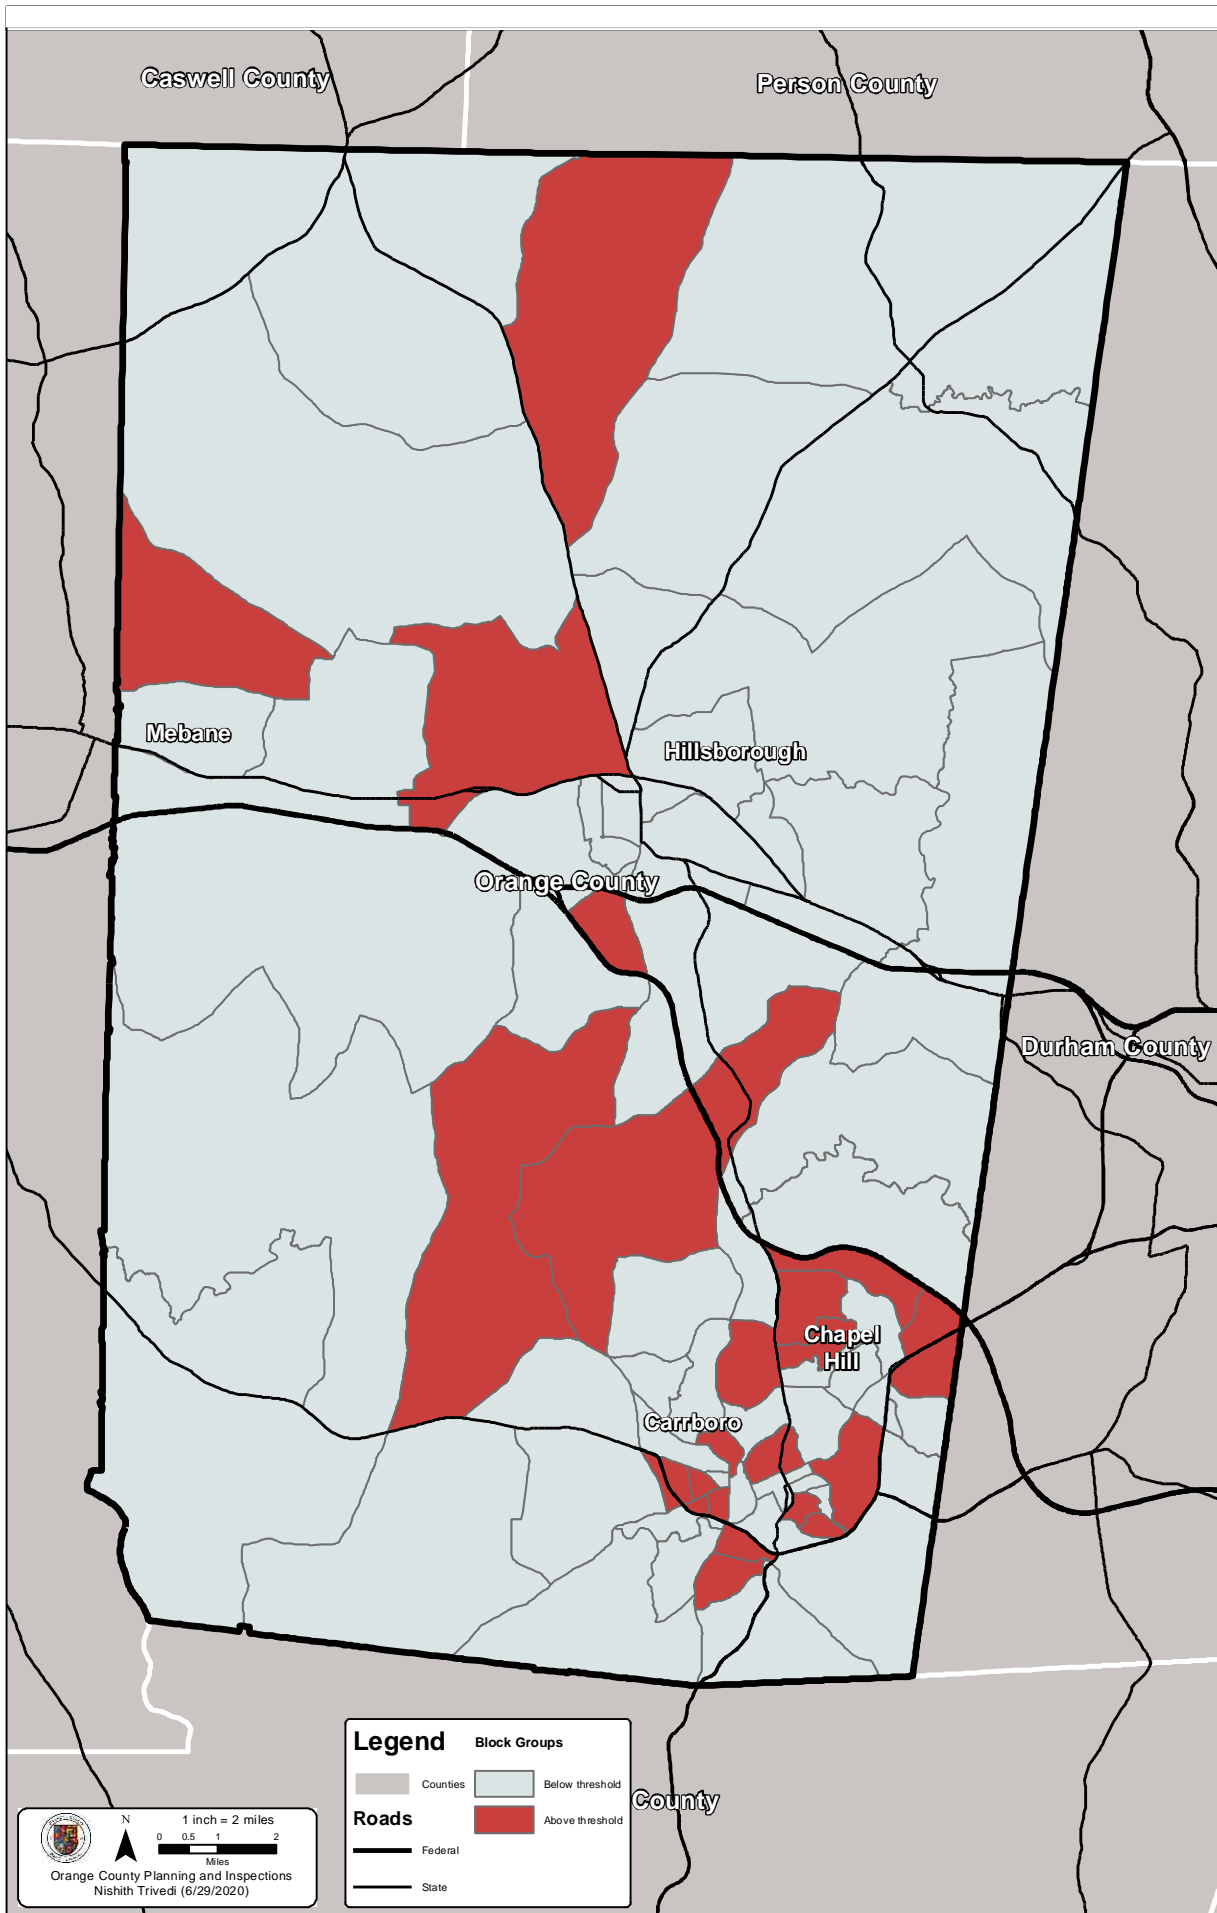 Caswell County
Person County
Mebane
Hillsborough
Orange County
Durham County
Chapel
Hill
Carrboro
County
Legend
Block Groups
Counties
Below threshold
Roads
Above threshold
Federal
State
N
1 inch = 2 miles
0 0.5 1 2
Miles
Orange County Planning and Inspections
Nishith Trivedi (6/29/2020)